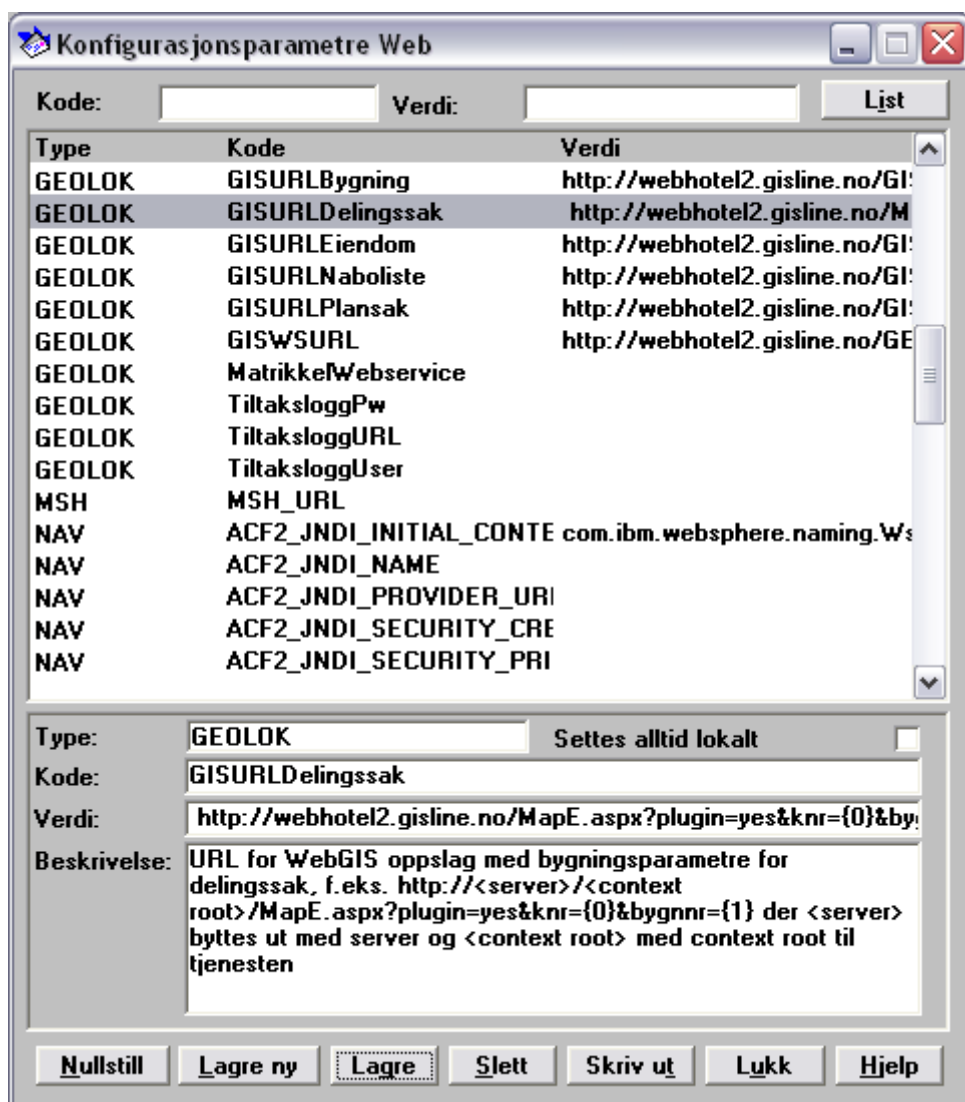 Konfigurasjonsparametre Web
Kode: Verdi: List
Type Kode Verdi
GEOLOK GISURLBygning http://webhotel2.gisline.no/GI
GEOLOK GISURLDelingssak http://webhotel2.gisline.no/M
GEOLOK GISURLEiendom http://webhotel2.gisline.no/GI
GEOLOK GISURLNaboliste http://webhotel2.gisline.no/GI
GEOLOK GISURLPlansak http://webhotel2.gisline.no/GI
GEOLOK GISWSURL http://webhotel2.gisline.no/GE
GEOLOK MatrikkelWebservice
GEOLOK TiltaksloggPw
GEOLOK TiltaksloggURL
GEOLOK TiltaksloggUser
MSH MSH_URL
NAV ACF2_JNDI_INITIAL_CONTE com.ibm.websphere.naming.Ws
NAV ACF2_JNDI_NAME
NAV ACF2_JNDI_PROVIDER_URI
NAV ACF2_JNDI_SECURITY_CRE
NAV ACF2_JNDI_SECURITY_PRI
Type: GEOLOK Settes alltid lokalt
Kode: GISURLDelingssak
Verdi: http://webhotel2.gisline.no/MapE.aspx?plugin=yes&knr={0}&by
Beskrivelse: URL for WebGIS oppslag med bygningsparametre for
delingssak, f.eks. http://<server>/<context
root>/MapE.aspx?plugin=yes&knr={0}&bygnnr={1} der <server>
byttes ut med server og <context root> med context root til
tjenesten
Nullstill Lagre ny Lagre Slett Skriv ut Lukk Hjelp